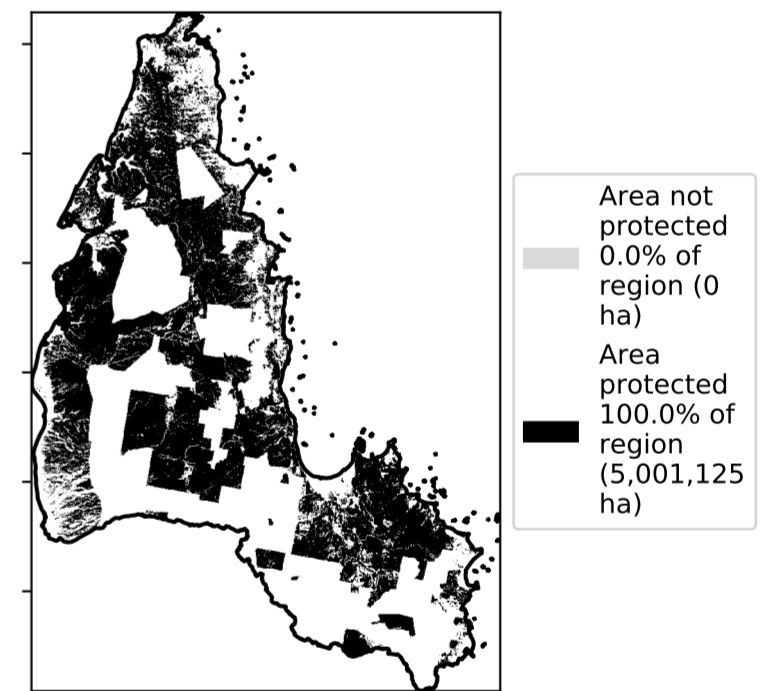 Area not
protected
0.0% of
region (0
ha)
Area
protected
100.0% of
region
(5,001,125
ha)